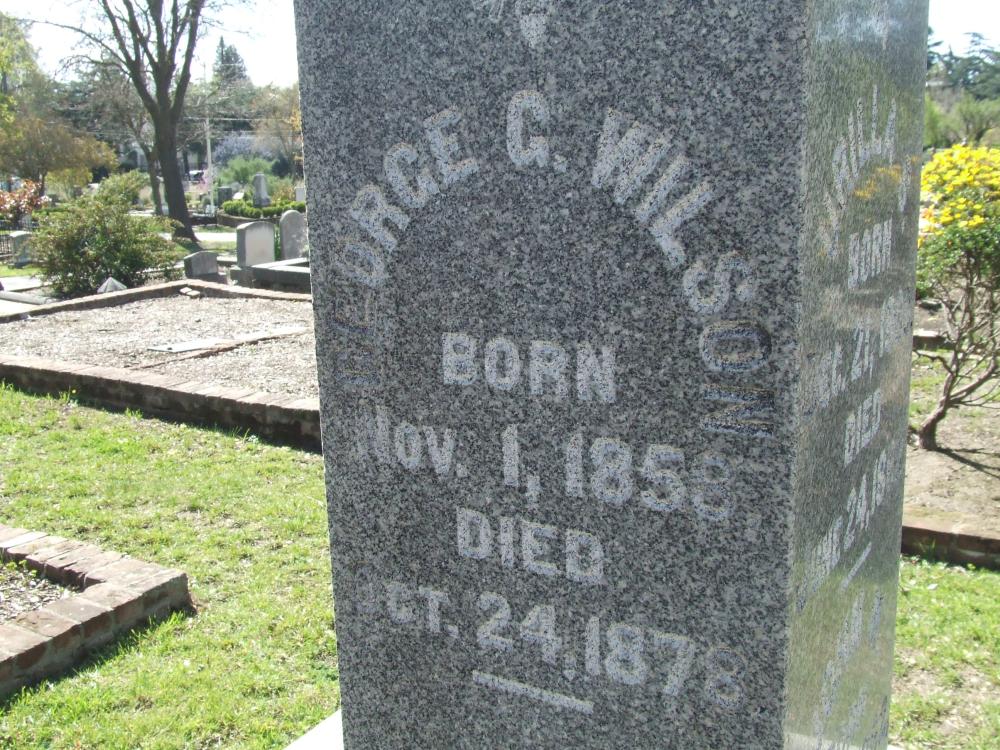 GEORGE G. WILSON
BORN
NOV. 1, 1858.
DIED
OCT. 24, 1878
BORN
DIED